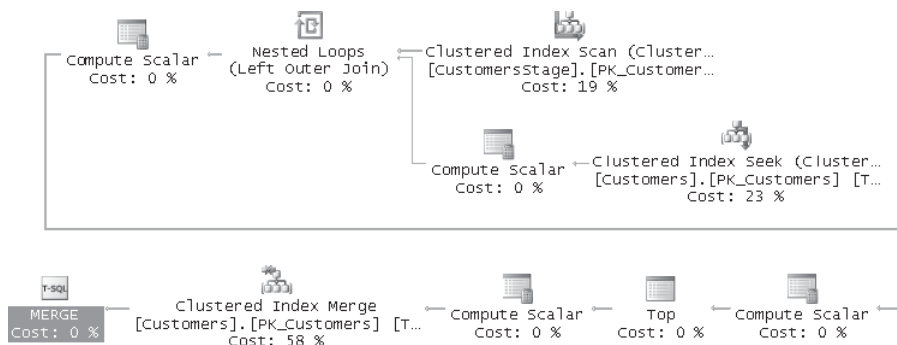 Compute Scalar
Cost: 0 %
Nested Loops
(Left Outer Join)
Cost: 0 %
Clustered Index Scan (Cluster...
[CustomersStage].[PK_Customer...
Cost: 19 %
Compute Scalar
Cost: 0 %
Clustered Index Seek (Cluster...
[Customers].[PK_Customers] [T...
Cost: 23 %
T-SQL
MERGE
Cost: 0 %
Clustered Index Merge
[Customers].[PK_Customers] [T...
Cost: 58 %
Compute Scalar
Cost: 0 %
Top
Cost: 0 %
Compute Scalar
Cost: 0 %